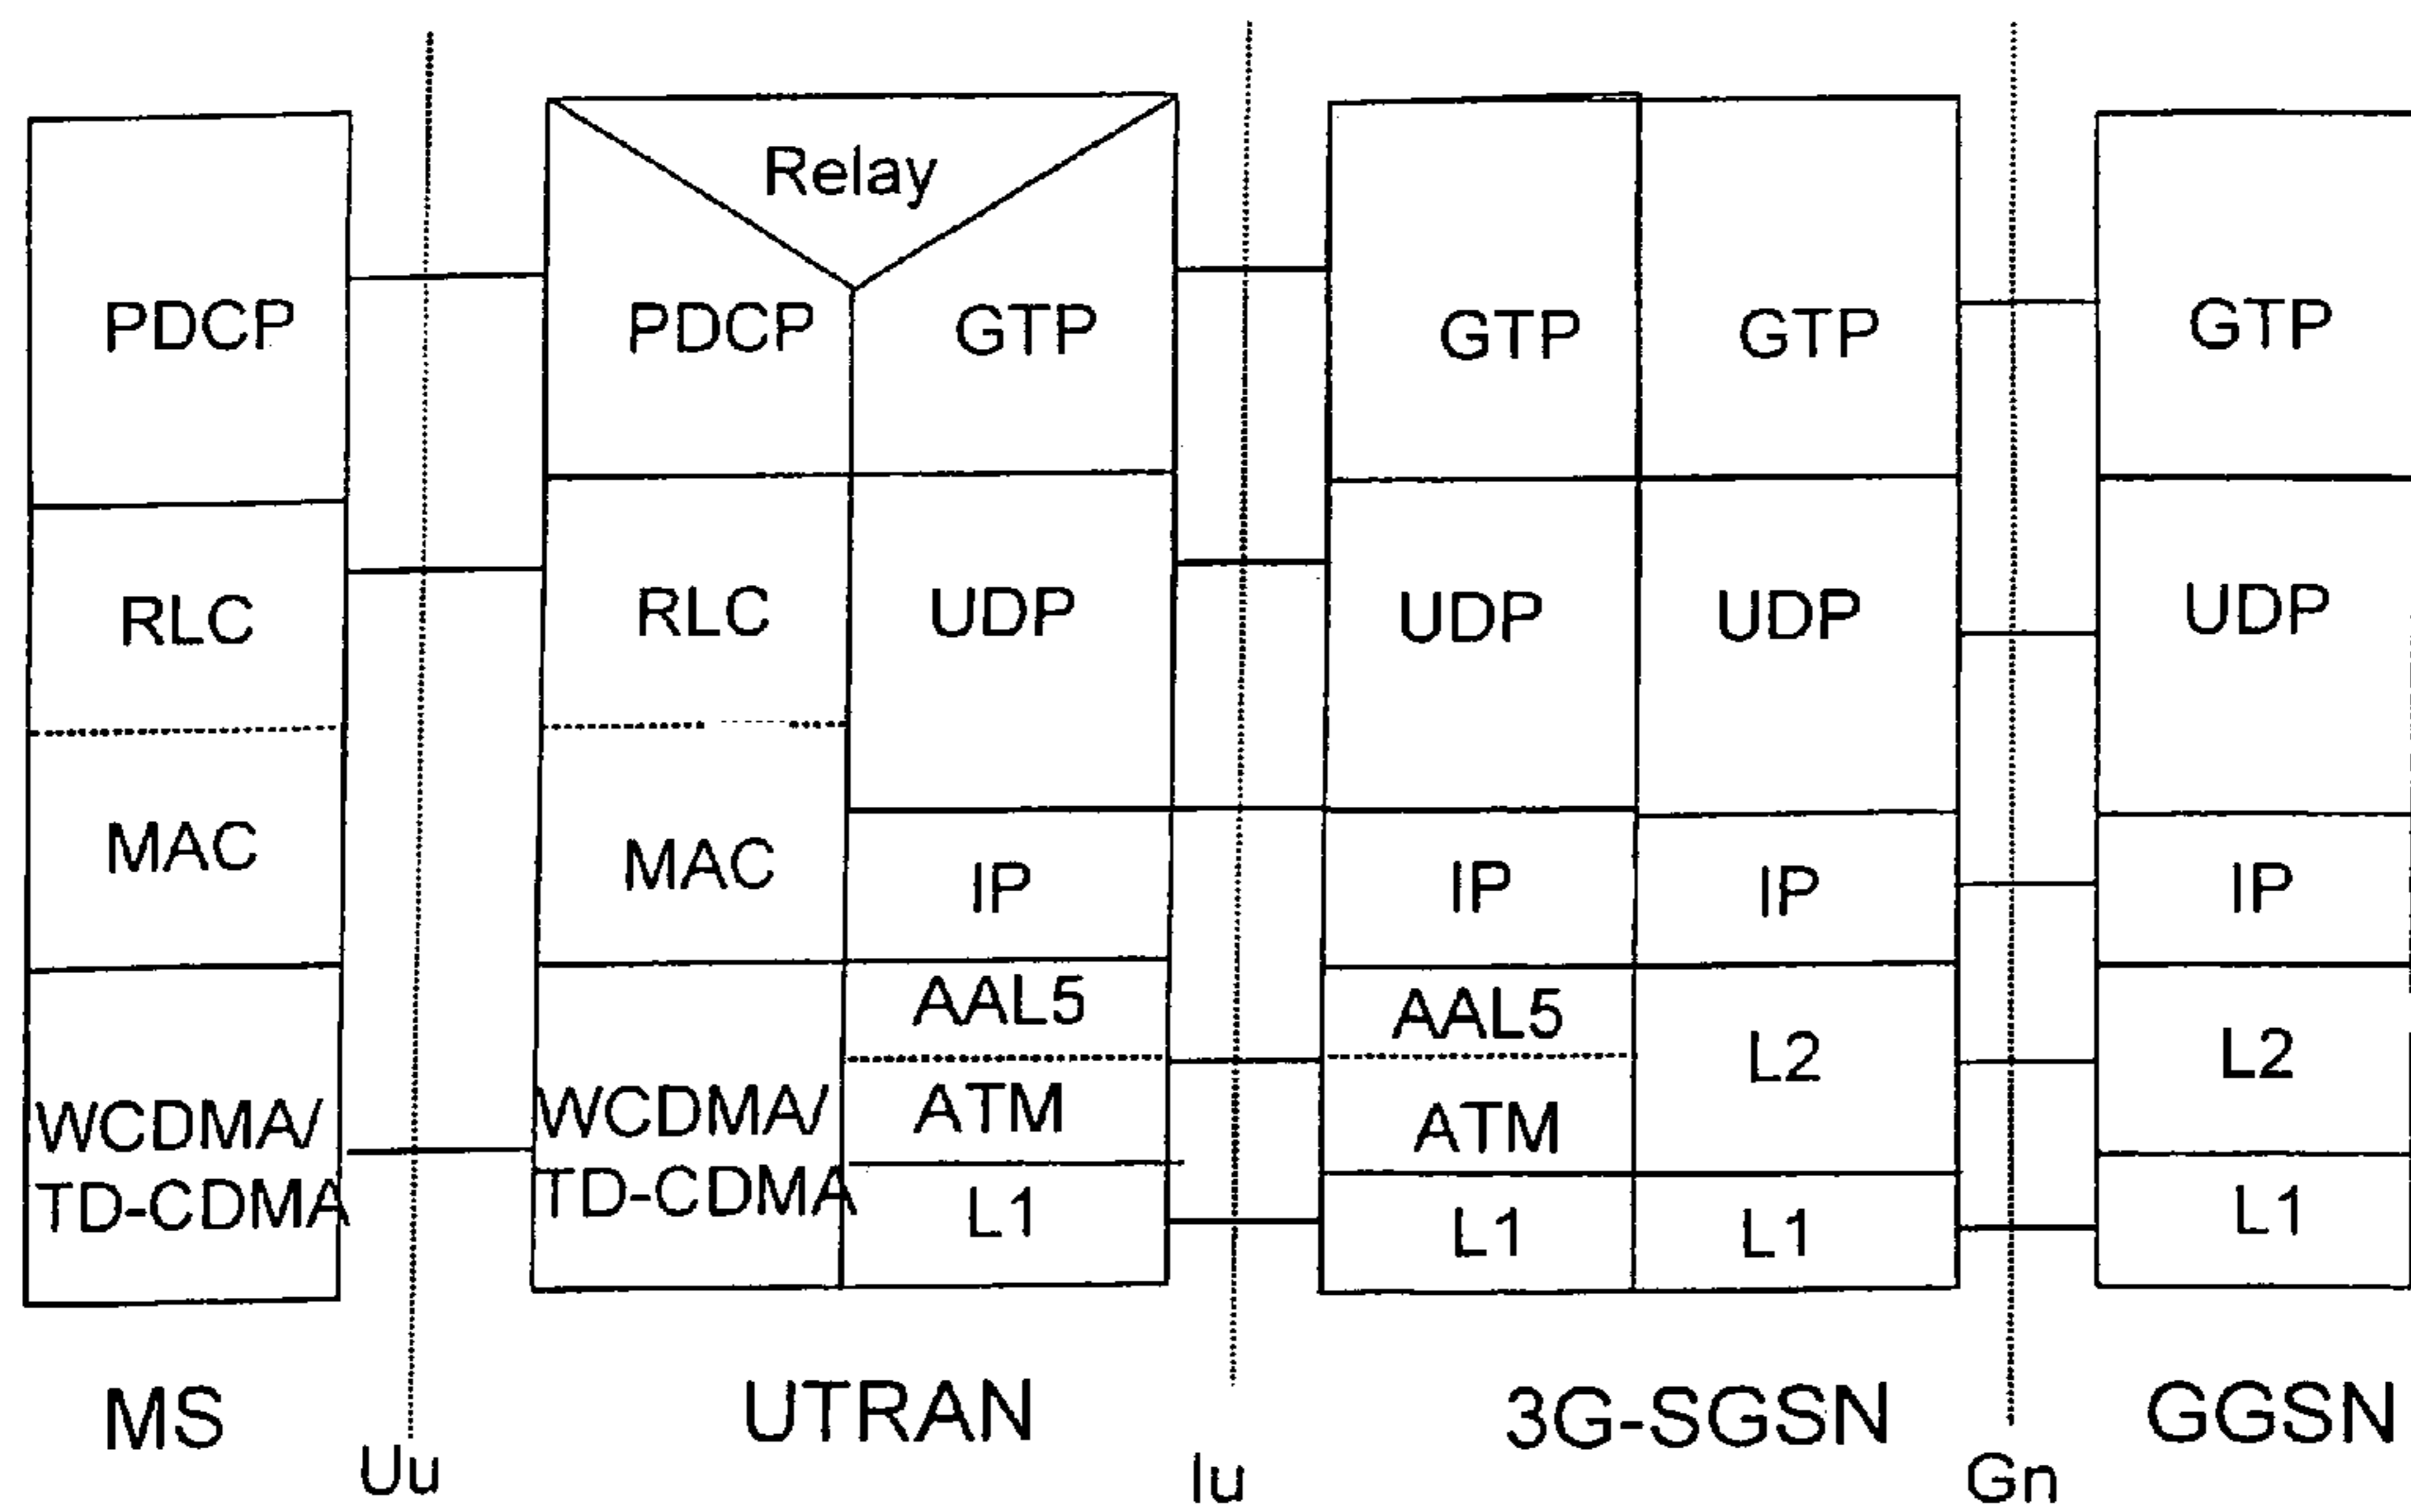 Relay
PDCP
PDCP
GTP
GTP
GTP
GTP
RLC
RLC
UDP
UDP
UDP
UDP
MAC
MAC
IP
IP
IP
IP
AAL5
AAL5
L2
L2
WCDMA/
TD-CDMA
WCDMA/
TD-CDMA
ATM
ATM
L1
L1
L1
L1
MS
UTRAN
3G-SGSN
GGSN
Uu
Iu
Gn